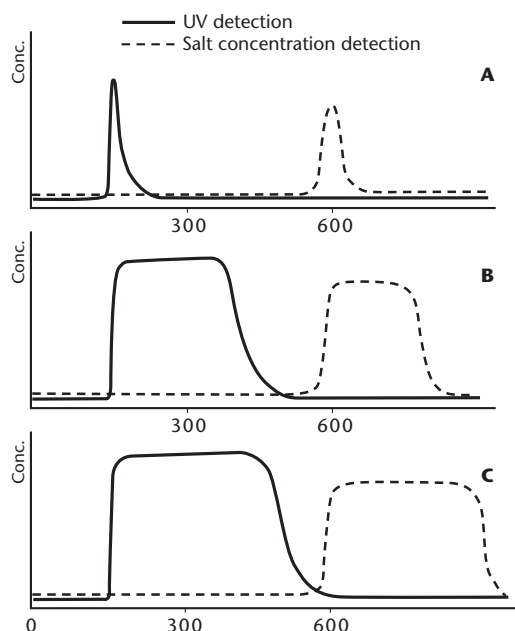 UV detection
Salt concentration detection
Conc.
A
300 600
Conc.
B
300 600
Conc.
C
0 300 600